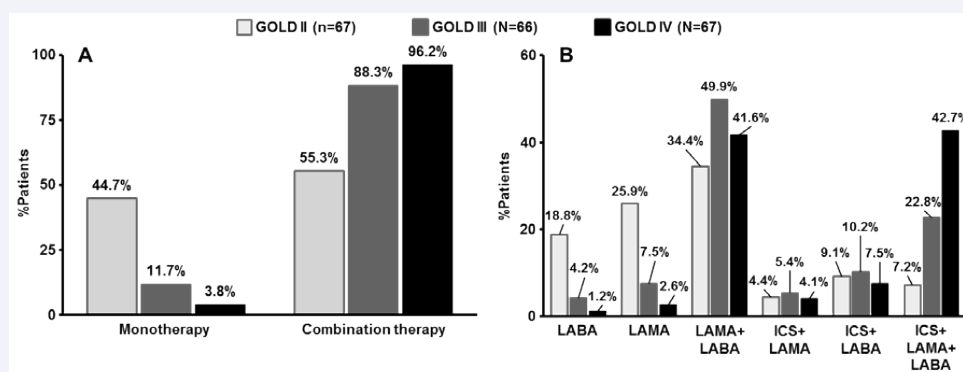 GOLD II (n=67) GOLD III (N=66) GOLD IV (N=67)
A
%Patients
100
75
50
25
0
44.7%
11.7%
3.8%
55.3%
88.3%
96.2%
Monotherapy
Combination therapy
B
%Patients
60
40
20
0
18.8%
4.2%
1.2%
25.9%
7.5%
2.6%
34.4%
49.9%
41.6%
4.4%
5.4%
4.1%
9.1%
10.2%
7.5%
7.2%
22.8%
42.7%
LABA
LAMA
LAMA+
LABA
ICS+
LAMA
ICS+
LABA
ICS+
LAMA+
LABA